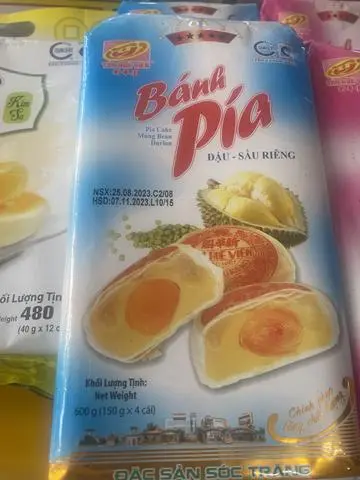 Bánh
Pía
Pia Cake
Mung Bean
Durian
ĐẬU - SẦU RIÊNG
NSX:25.08.2023.C2/08
HSD:07.11.2023.L10/15
Kim
Sa
HUÊ VIÊN
Khối Lượng Tịnh:
Net Weight
600 g (150 g x 4 cái)
ối Lượng Tịn
eight 480
(40 g x 12 c
ĐẶC SẢN SÓC TRĂNG